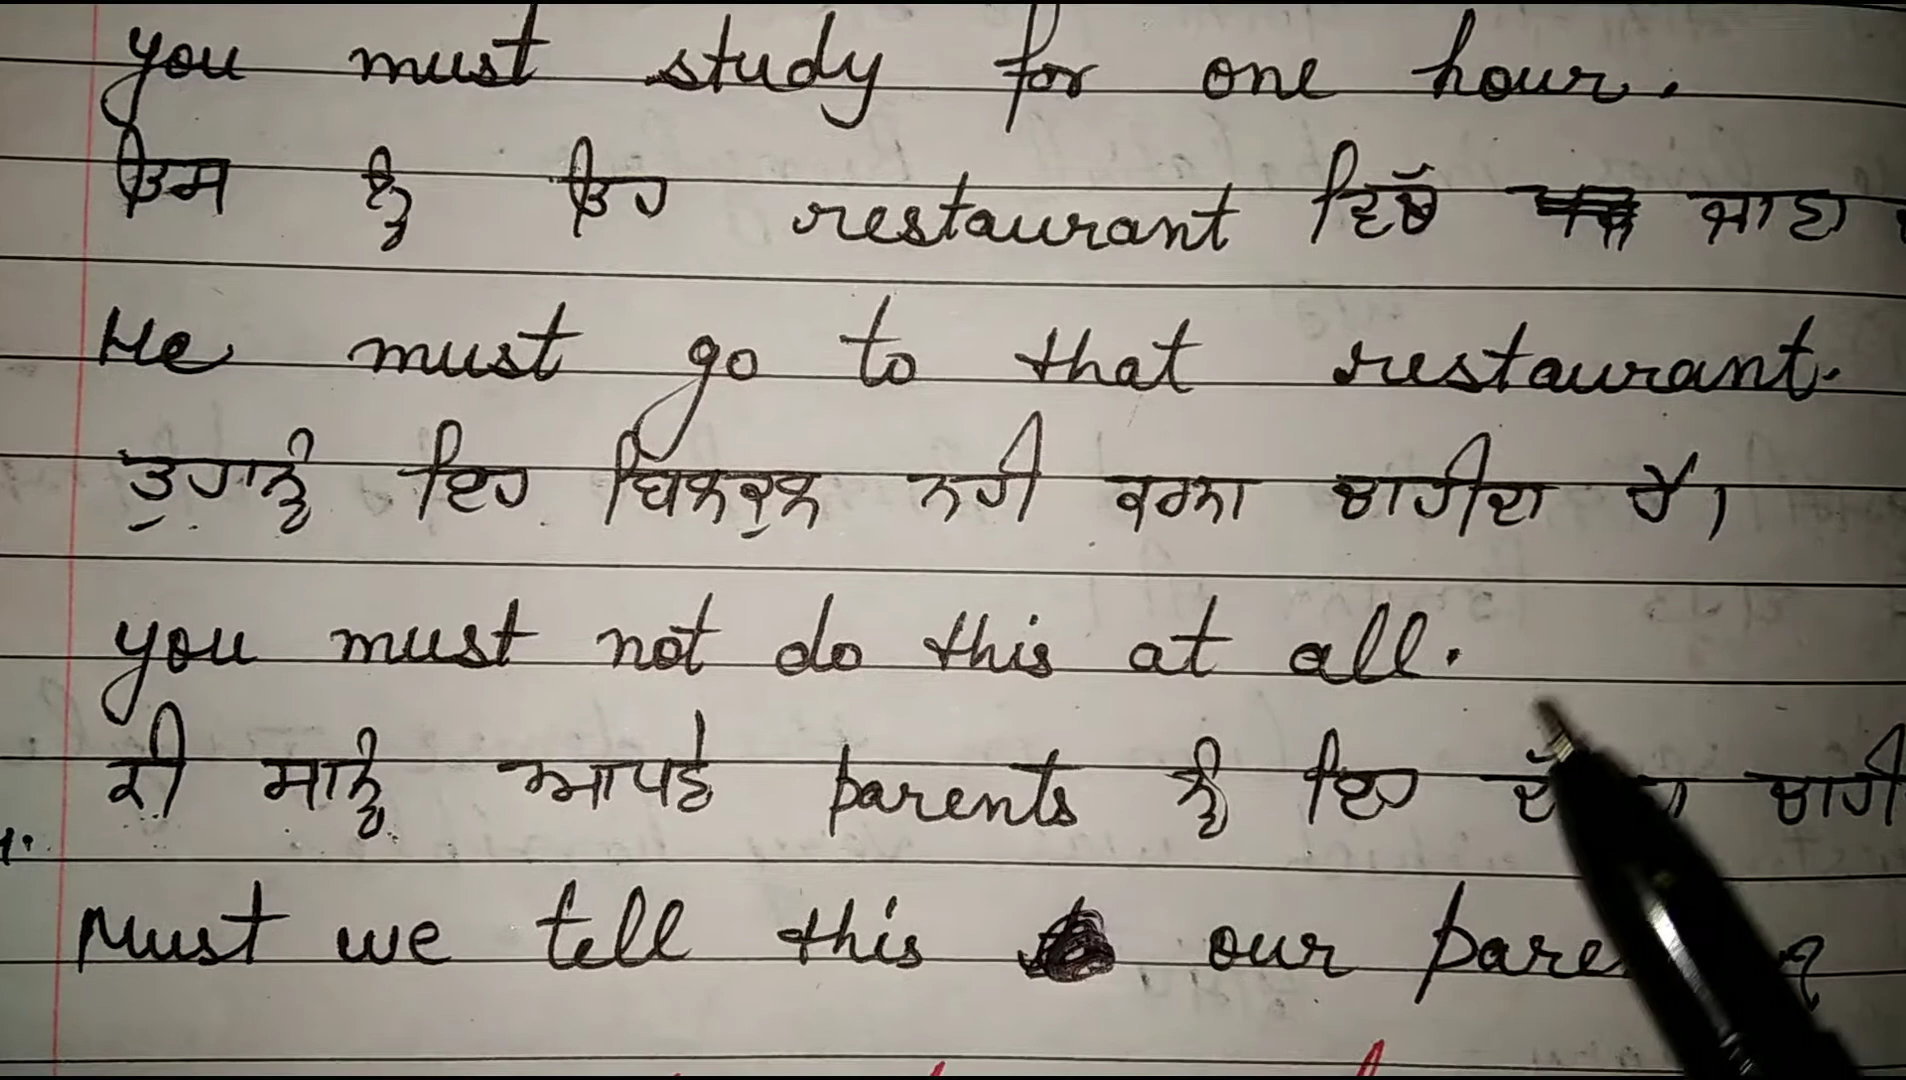 you must study for one hour.
ਉਸ ਨੂੰ ਉਹ restaurant ਵਿੱਚ ਜਾਣਾ
He must go to that restaurant.
ਤੁਹਾਨੂੰ ਇਹ ਬਿਲਕੁਲ ਨਹੀ ਕਰਨਾ ਚਾਹੀਦਾ ਹੈ।
you must not do this at all.
ਕੀ ਸਾਨੂੰ ਆਪਣੇ parents ਨੂੰ ਇਹ ਚਾਹੀ
Must we tell this our